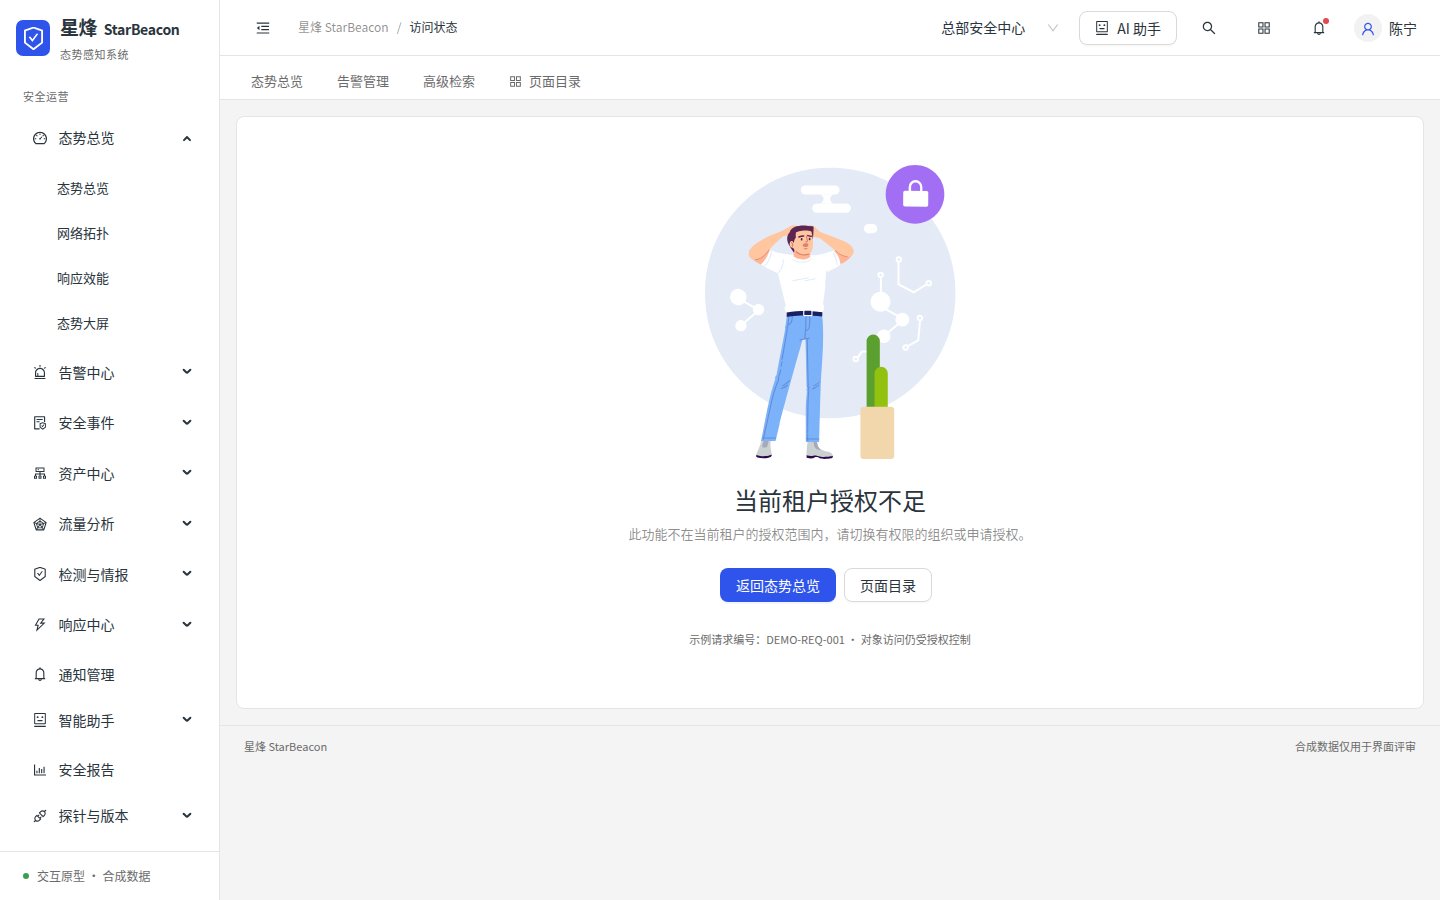 星烽 StarBeacon
态势感知系统
安全运营
态势总览
态势总览
网络拓扑
响应效能
态势大屏
告警中心
安全事件
资产中心
流量分析
检测与情报
响应中心
通知管理
智能助手
安全报告
探针与版本
交互原型 · 合成数据
星烽 StarBeacon / 访问状态
总部安全中心
AI 助手
陈宁
态势总览 告警管理 高级检索 页面目录
当前租户授权不足
此功能不在当前租户的授权范围内，请切换有权限的组织或申请授权。
返回态势总览 页面目录
示例请求编号：DEMO-REQ-001 · 对象访问仍受授权控制
星烽 StarBeacon
合成数据仅用于界面评审